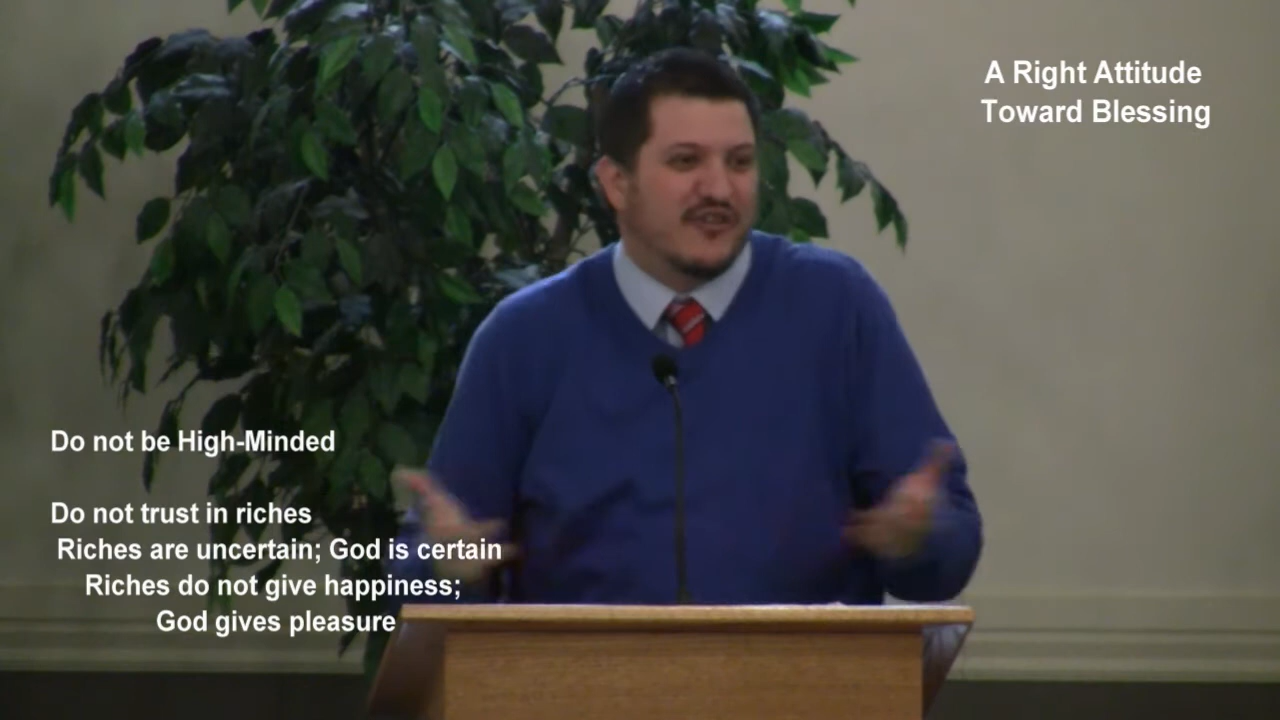 A Right Attitude
Toward Blessing
Do not be High-Minded
Do not trust in riches
Riches are uncertain; God is certain
Riches do not give happiness;
God gives pleasure